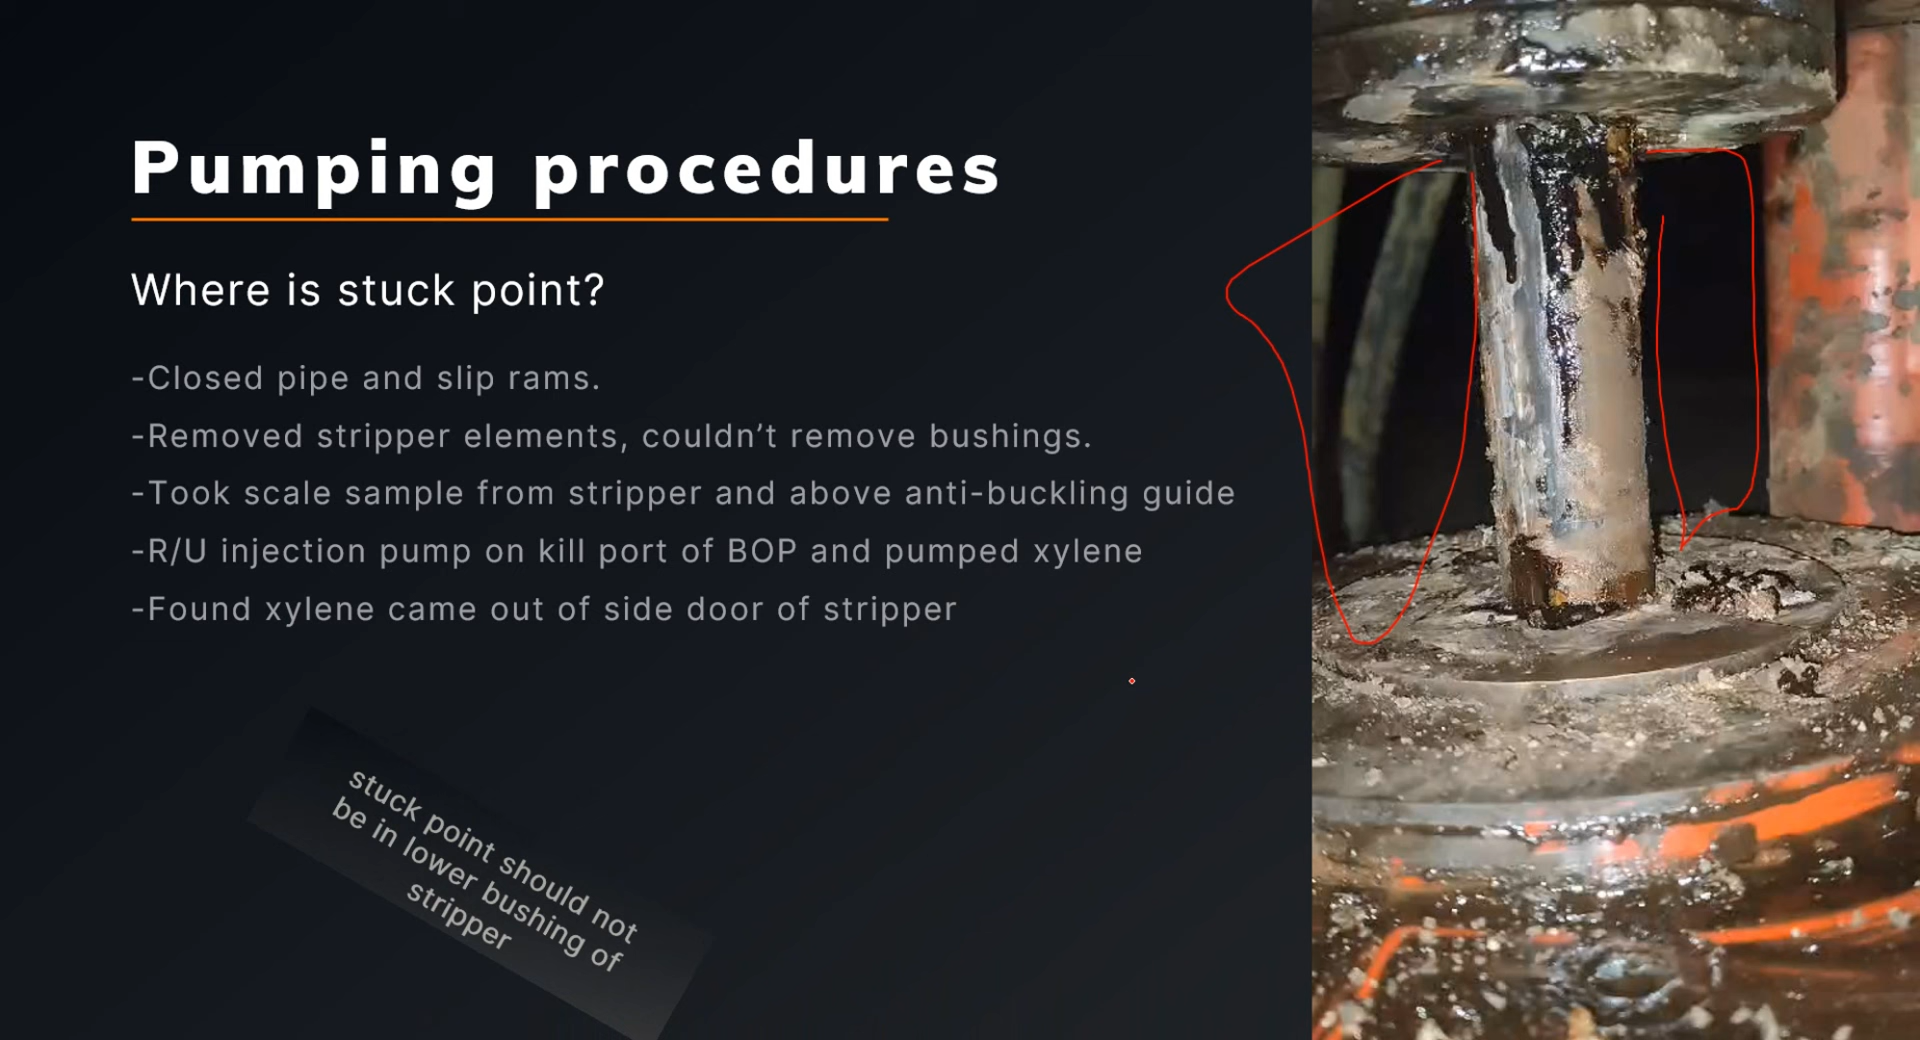 Pumping procedures
Where is stuck point?
-Closed pipe and slip rams.
-Removed stripper elements, couldn’t remove bushings.
-Took scale sample from stripper and above anti-buckling guide
-R/U injection pump on kill port of BOP and pumped xylene
-Found xylene came out of side door of stripper
stuck point should not
be in lower bushing of
stripper